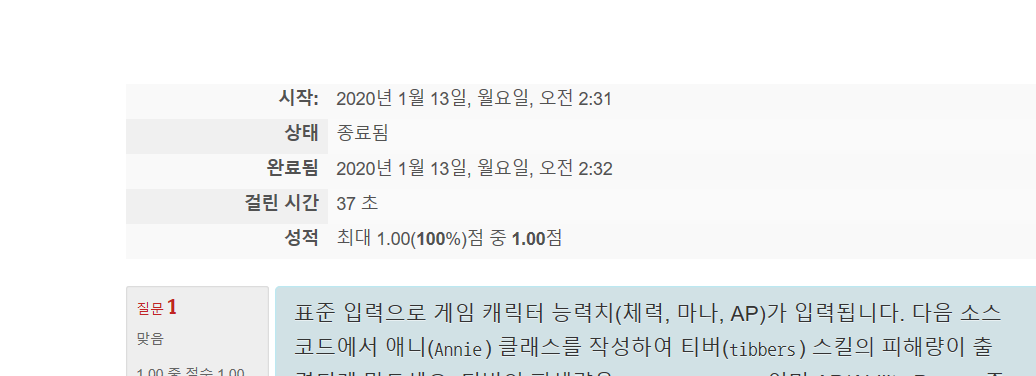 시작: 2020년 1월 13일, 월요일, 오전 2:31
상태 종료됨
완료됨 2020년 1월 13일, 월요일, 오전 2:32
걸린 시간 37 초
성적 최대 1.00(100%)점 중 1.00점
질문 1
맞음
1.00 중 점수 1.00
표준 입력으로 게임 캐릭터 능력치(체력, 마나, AP)가 입력됩니다. 다음 소스
코드에서 애니(Annie) 클래스를 작성하여 티버(tibbers) 스킬의 피해량이 출